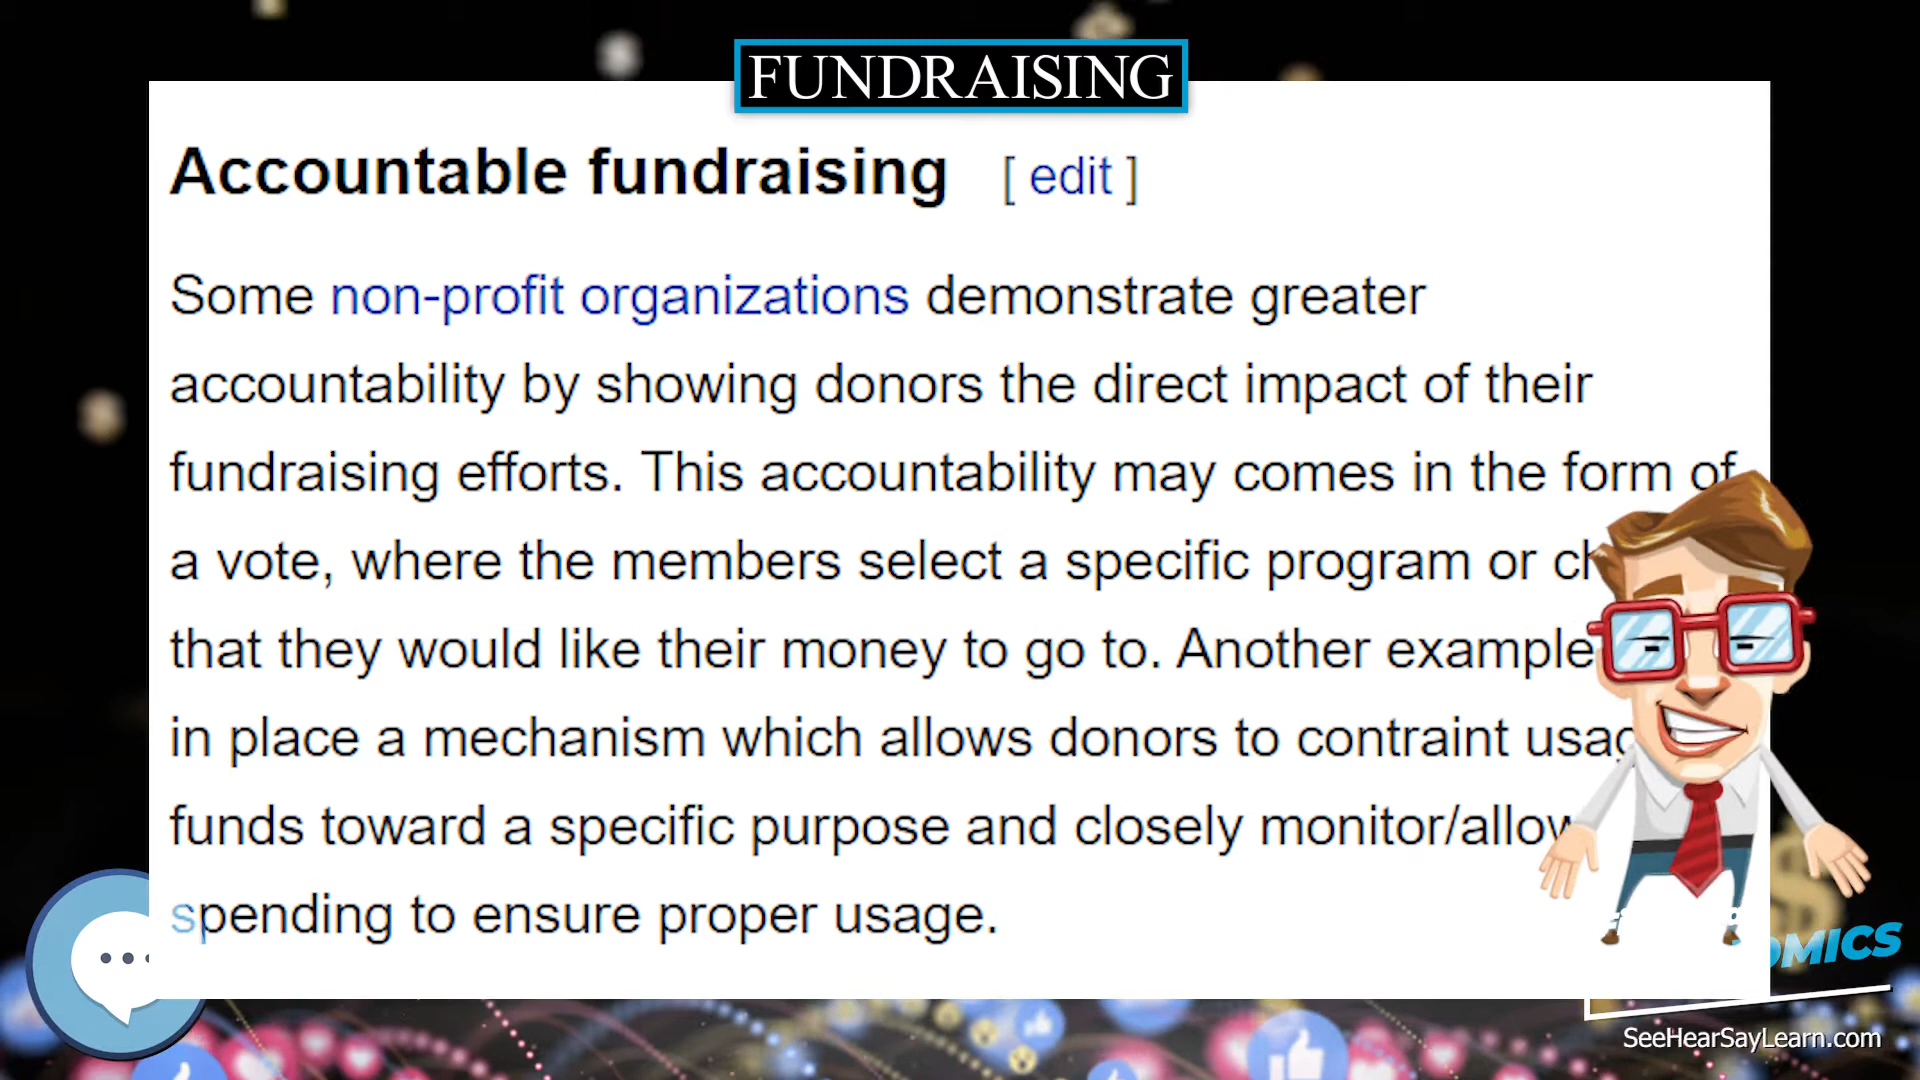 FUNDRAISING
Accountable fundraising [ edit ]
Some non-profit organizations demonstrate greater
accountability by showing donors the direct impact of their
fundraising efforts. This accountability may comes in the form of
a vote, where the members select a specific program or
that they would like their money to go to. Another example
in place a mechanism which allows donors to contraint
funds toward a specific purpose and closely
spending to ensure proper usage.
SeeHearSayLearn.com